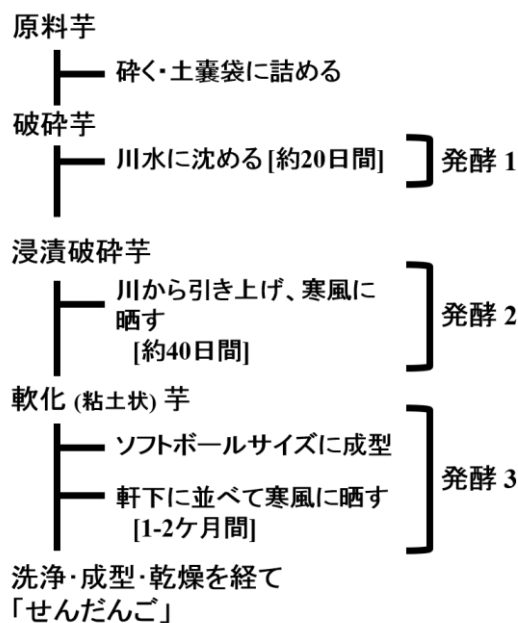 原料芋
砕く・土嚢袋に詰める
破砕芋
川水に沈める [約20日間]
発酵 1
浸漬破砕芋
川から引き上げ、寒風に
晒す
[約40日間]
発酵 2
軟化 (粘土状) 芋
ソフトボールサイズに成型
軒下に並べて寒風に晒す
[1-2ケ月間]
発酵 3
洗浄・成型・乾燥を経て
「せんだんご」